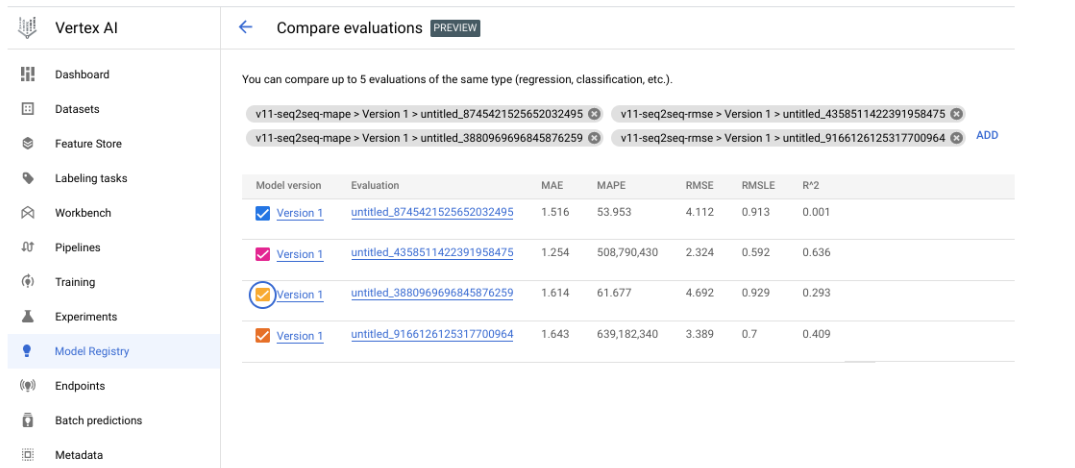 Vertex AI
Compare evaluations PREVIEW
Dashboard
Datasets
Feature Store
Labeling tasks
Workbench
Pipelines
Training
Experiments
Model Registry
Endpoints
Batch predictions
Metadata
You can compare up to 5 evaluations of the same type (regression, classification, etc.).
v11-seq2seq-mape > Version 1 > untitled_8745421525652032495 v11-seq2seq-rmse > Version 1 > untitled_4358511422391958475
v11-seq2seq-mape > Version 1 > untitled_3880969696845876259 v11-seq2seq-rmse > Version 1 > untitled_9166126125317700964 ADD
Model version Evaluation MAE MAPE RMSE RMSLE R^2
Version 1 untitled_8745421525652032495 1.516 53.953 4.112 0.913 0.001
Version 1 untitled_4358511422391958475 1.254 508,790,430 2.324 0.592 0.636
Version 1 untitled_3880969696845876259 1.614 61.677 4.692 0.929 0.293
Version 1 untitled_9166126125317700964 1.643 639,182,340 3.389 0.7 0.409